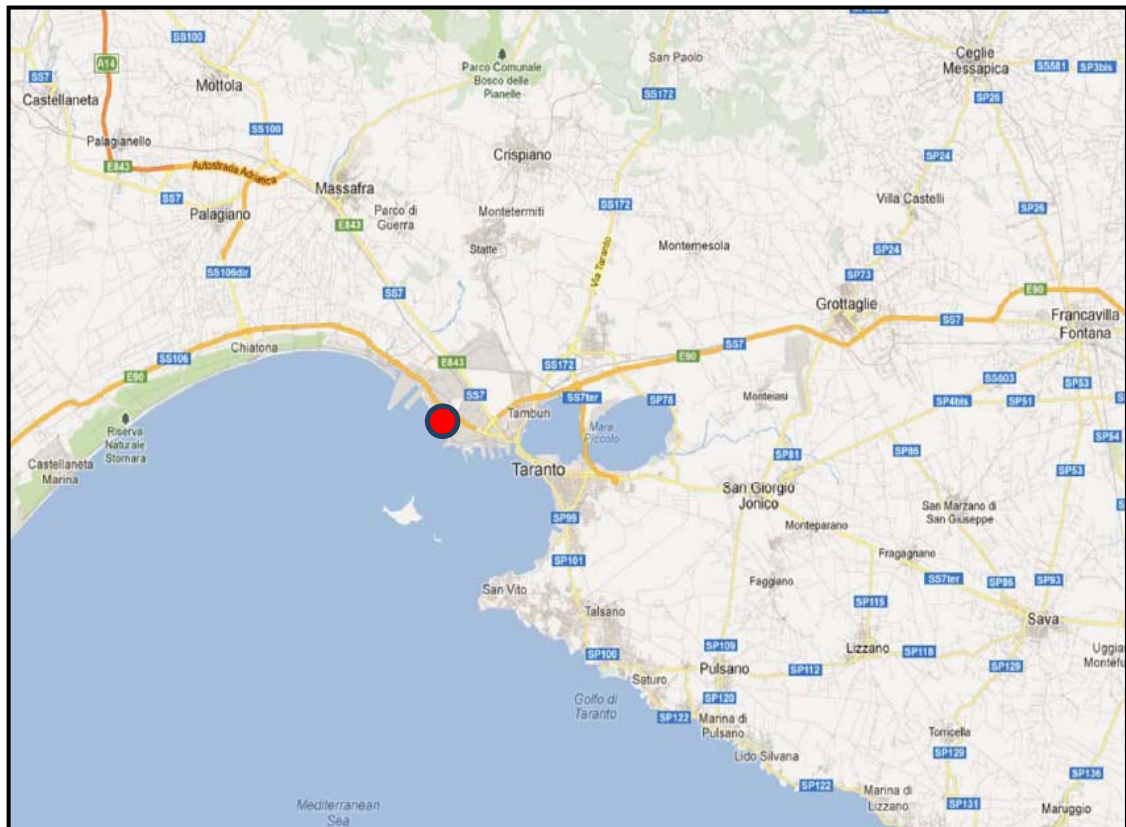 SS100
SS7
A14
Mottola
Castellaneta
Parco Comunale
Bosco delle
Pianelle
San Paolo
SS172
Ceglie
Messapica
SS581
SP3bis
SP26
Palagianello
SS100
E843
Autostrada Adriatica
SS7
Palagiano
Massafra
Parco di
Guerra
E843
Crispiano
Montetermiti
Statte
SS172
Via Taranto
Montemesola
SP24
Villa Castelli
SP26
SP24
SP73
Grottaglie
SS106dir
SS7
E90
SS7
Francavilla
Fontana
SS106
Chiatona
E90
Riserva
Naturale
Stornara
Castellaneta
Marina
E843
SS7
Tamburi
SS172
E90
SS7
SS7ter
SP78
Mare
Piccolo
Taranto
Monteiasi
SS603
SP4bis
SP51
SP53
SP54
SP81
SP86
SP53
San Giorgio
Jonico
San Marzano di
San Giuseppe
SP99
Monteparano
SP101
Fragagnano
Faggiano
SS7ter
SP86
SP93
San Vito
Talsano
SP115
Sava
SP100
SP109
Lizzano
SP118
Pulsano
SP112
SP129
Saturo
SP120
Golfo di
Taranto
SP122
Marina di
Pulsano
Lido Silvana
Torricella
SP129
SP122
Marina di
Lizzano
SP131
SP136
Maruggio
Mediterranean
Sea